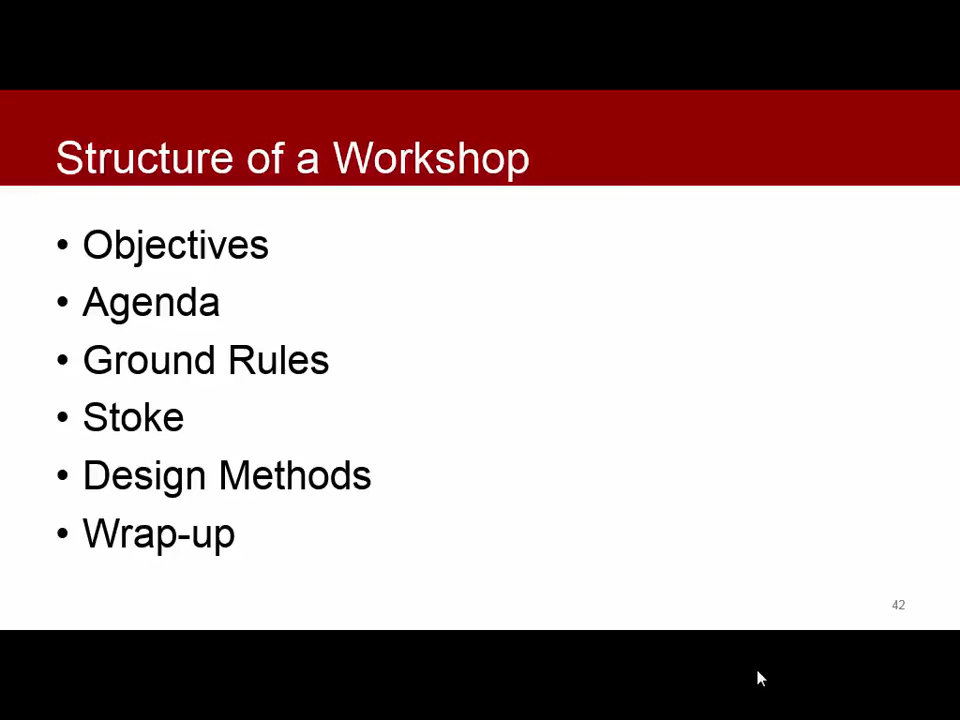 Structure of a Workshop
• Objectives
• Agenda
• Ground Rules
• Stoke
• Design Methods
• Wrap-up
42